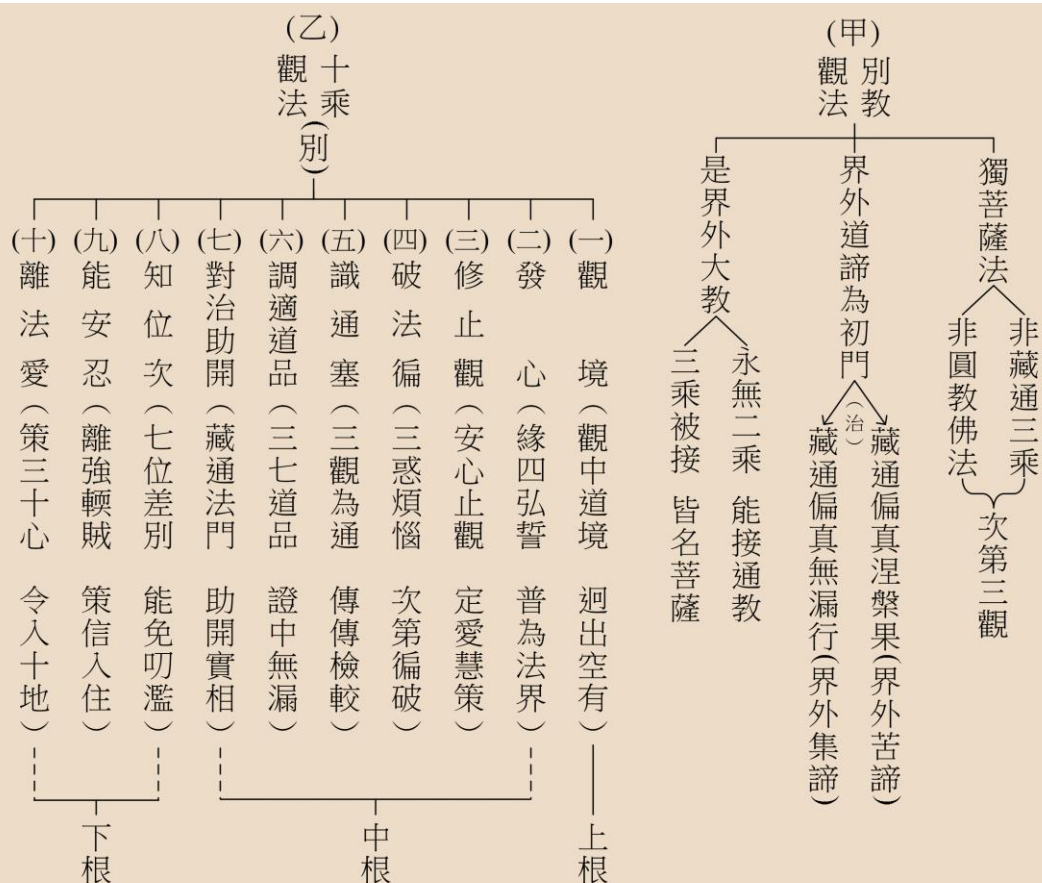 (甲)
別教
觀法
獨菩薩法
非藏通三乘
非圓教佛法
次第三觀
界外道諦為初門
(治)
藏通偏真涅槃果(界外苦諦)
藏通偏真無漏行(界外集諦)
是界外大教
永無二乘 能接通教
三乘被接 皆名菩薩
(乙)
十乘
觀法
(別)
(一)觀境(觀中道境 迥出空有)
(二)發心(緣四弘誓 普為法界)
(三)修止觀(安心止觀 定愛慧策)
(四)破法徧(三惑煩惱 次第徧破)
(五)識通塞(三觀為通 傳傳檢較)
(六)調適道品(三七道品 證中無漏)
(七)對治助開(藏通法門 助開實相)
(八)知位次(七位差別 能免叨濫)
(九)能安忍(離強輭賊 策信入住)
(十)離法愛(策三十心 令入十地)
上根
中根
下根